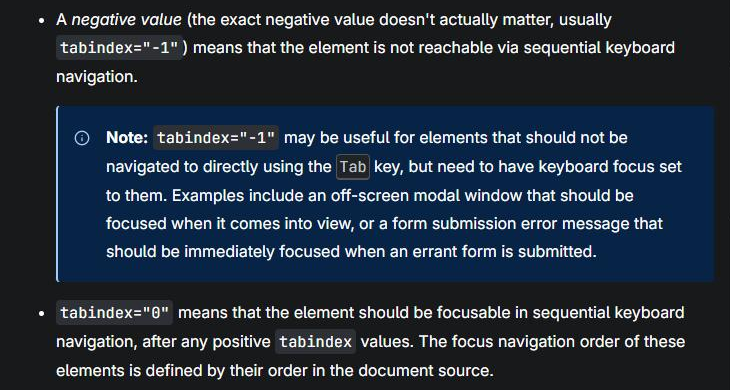 • A negative value (the exact negative value doesn't actually matter, usually
tabindex="-1") means that the element is not reachable via sequential keyboard
navigation.
Note: tabindex="-1" may be useful for elements that should not be
navigated to directly using the Tab key, but need to have keyboard focus set
to them. Examples include an off-screen modal window that should be
focused when it comes into view, or a form submission error message that
should be immediately focused when an errant form is submitted.
• tabindex="0" means that the element should be focusable in sequential keyboard
navigation, after any positive tabindex values. The focus navigation order of these
elements is defined by their order in the document source.